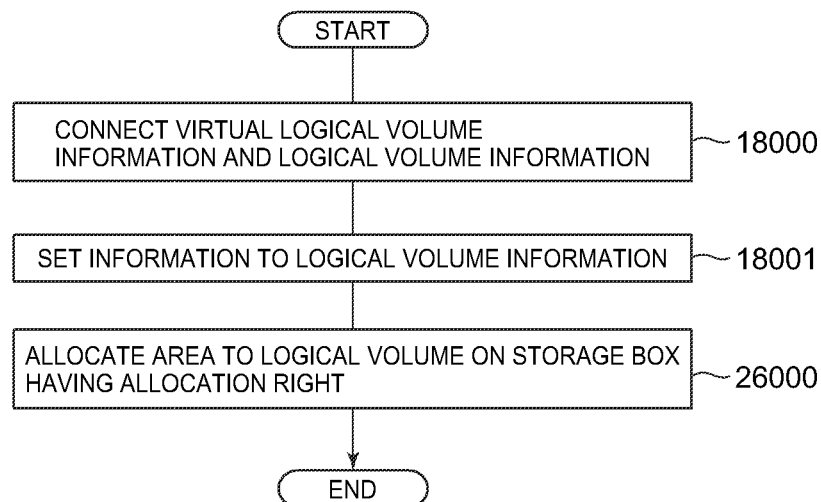 START
CONNECT VIRTUAL LOGICAL VOLUME
INFORMATION AND LOGICAL VOLUME INFORMATION
18000
SET INFORMATION TO LOGICAL VOLUME INFORMATION
18001
ALLOCATE AREA TO LOGICAL VOLUME ON STORAGE BOX
HAVING ALLOCATION RIGHT
26000
END